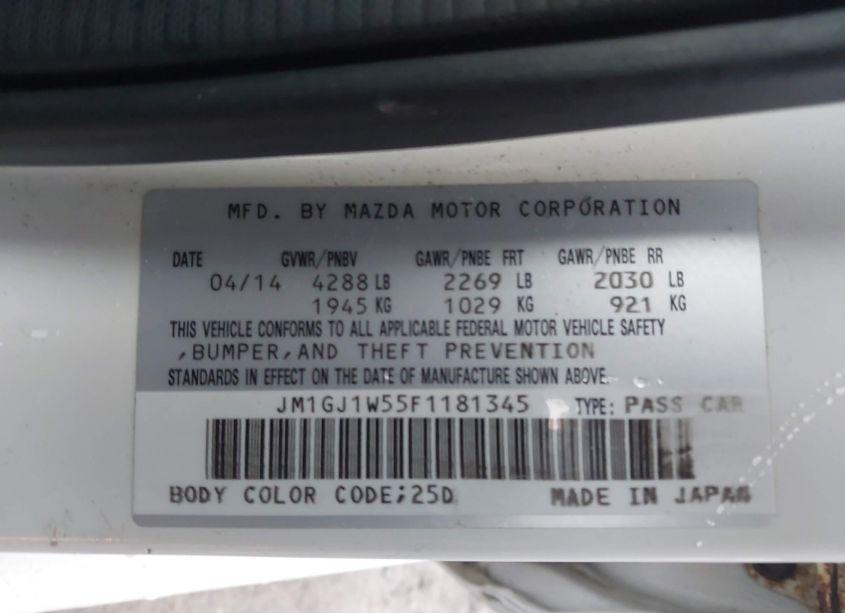 MFD. BY MAZDA MOTOR CORPORATION
DATE GVWR/PNBV GAWR/PNBE FRT GAWR/PNBE RR
04/14 4288 LB 2269 LB 2030 LB
1945 KG 1029 KG 921 KG
THIS VEHICLE CONFORMS TO ALL APPLICABLE FEDERAL MOTOR VEHICLE SAFETY
,BUMPER,AND THEFT PREVENTION
STANDARDS IN EFFECT ON THE DATE OF MANUFACTURE SHOWN ABOVE.
JM1GJ1W55F1181345 TYPE: PASS CAR
BODY COLOR CODE;25D MADE IN JAPAN